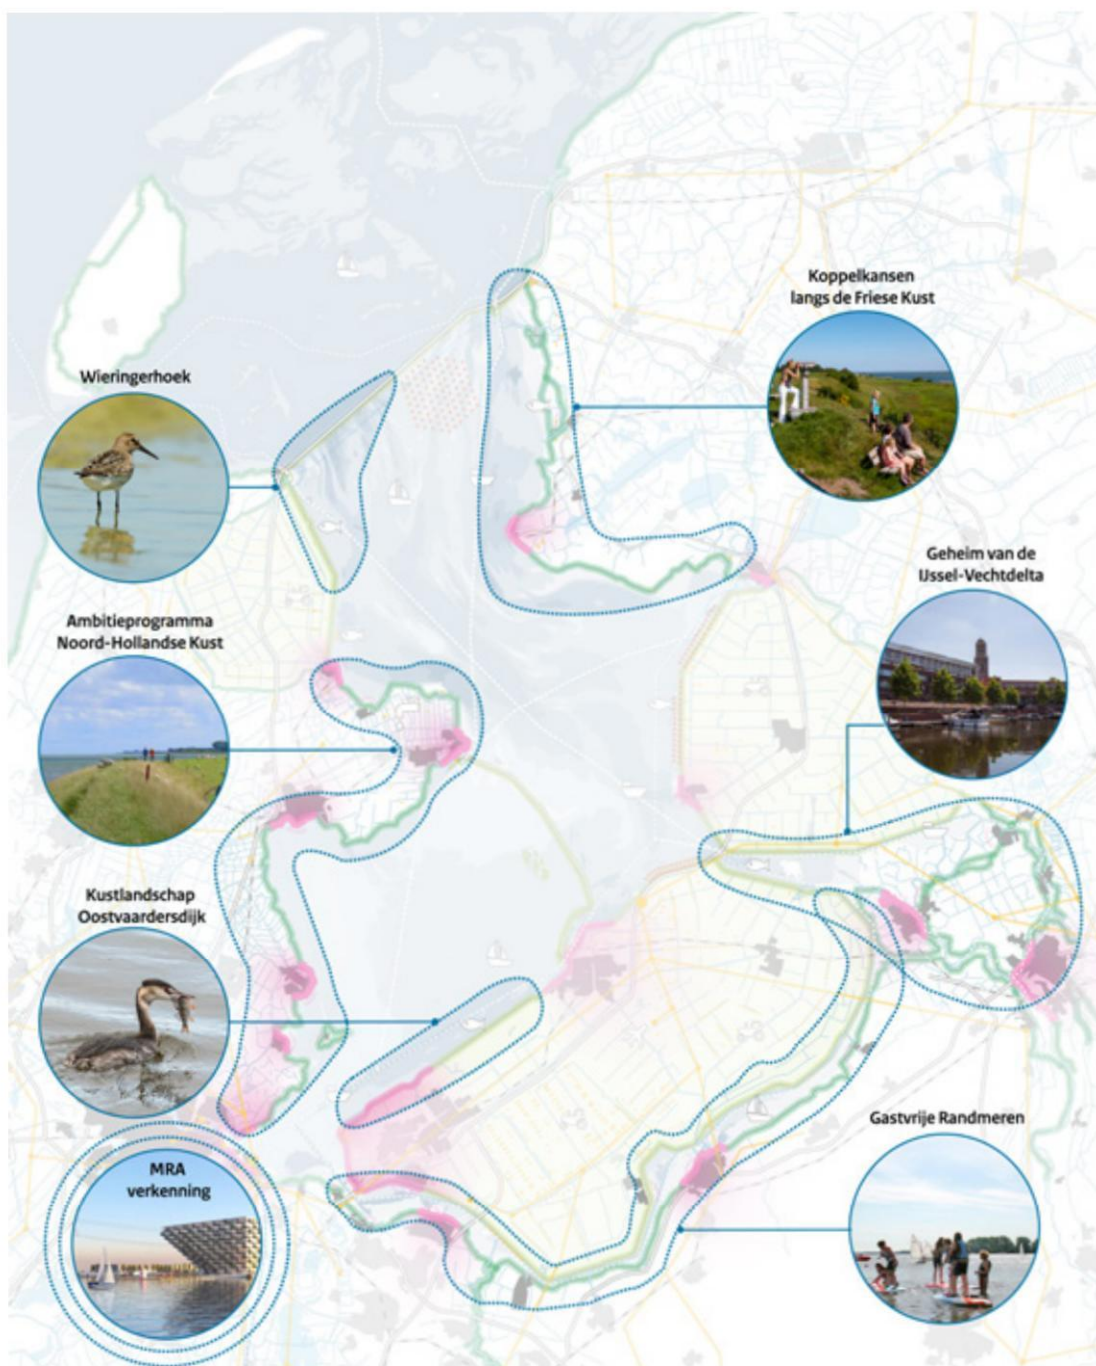 Koppelkansen
langs de Friese Kust
Wieringerhoek
Geheim van de
IJssel-Vechtdelta
Ambitieprogramma
Noord-Hollandse Kust
Kustlandschap
Oostvaardersdijk
Gastvrije Randmeren
MRA
verkenning